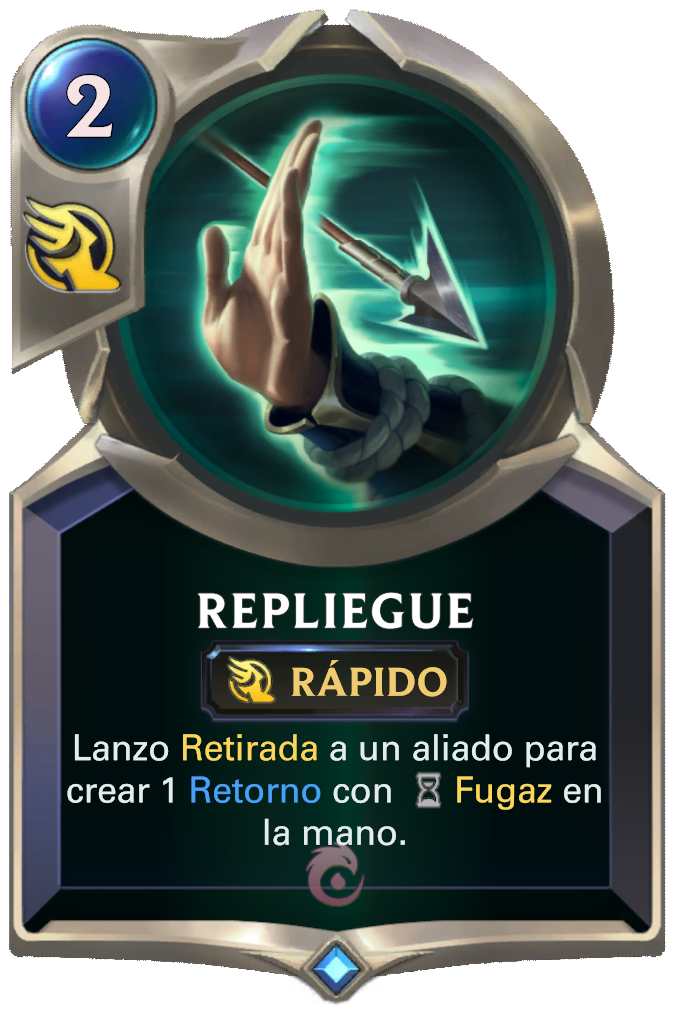 2
REPLIEGUE
RÁPIDO
Lanzo Retirada a un aliado para
crear 1 Retorno con Fugaz en
la mano.